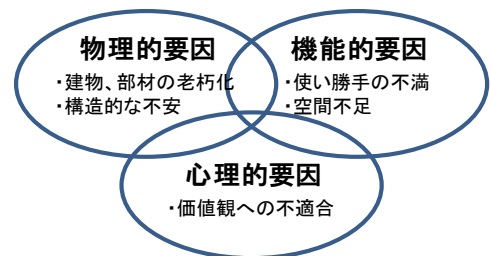 物理的要因
・建物、部材の老朽化
・構造的な不安
機能的要因
・使い勝手の不満
・空間不足
心理的要因
・価値観への不適合